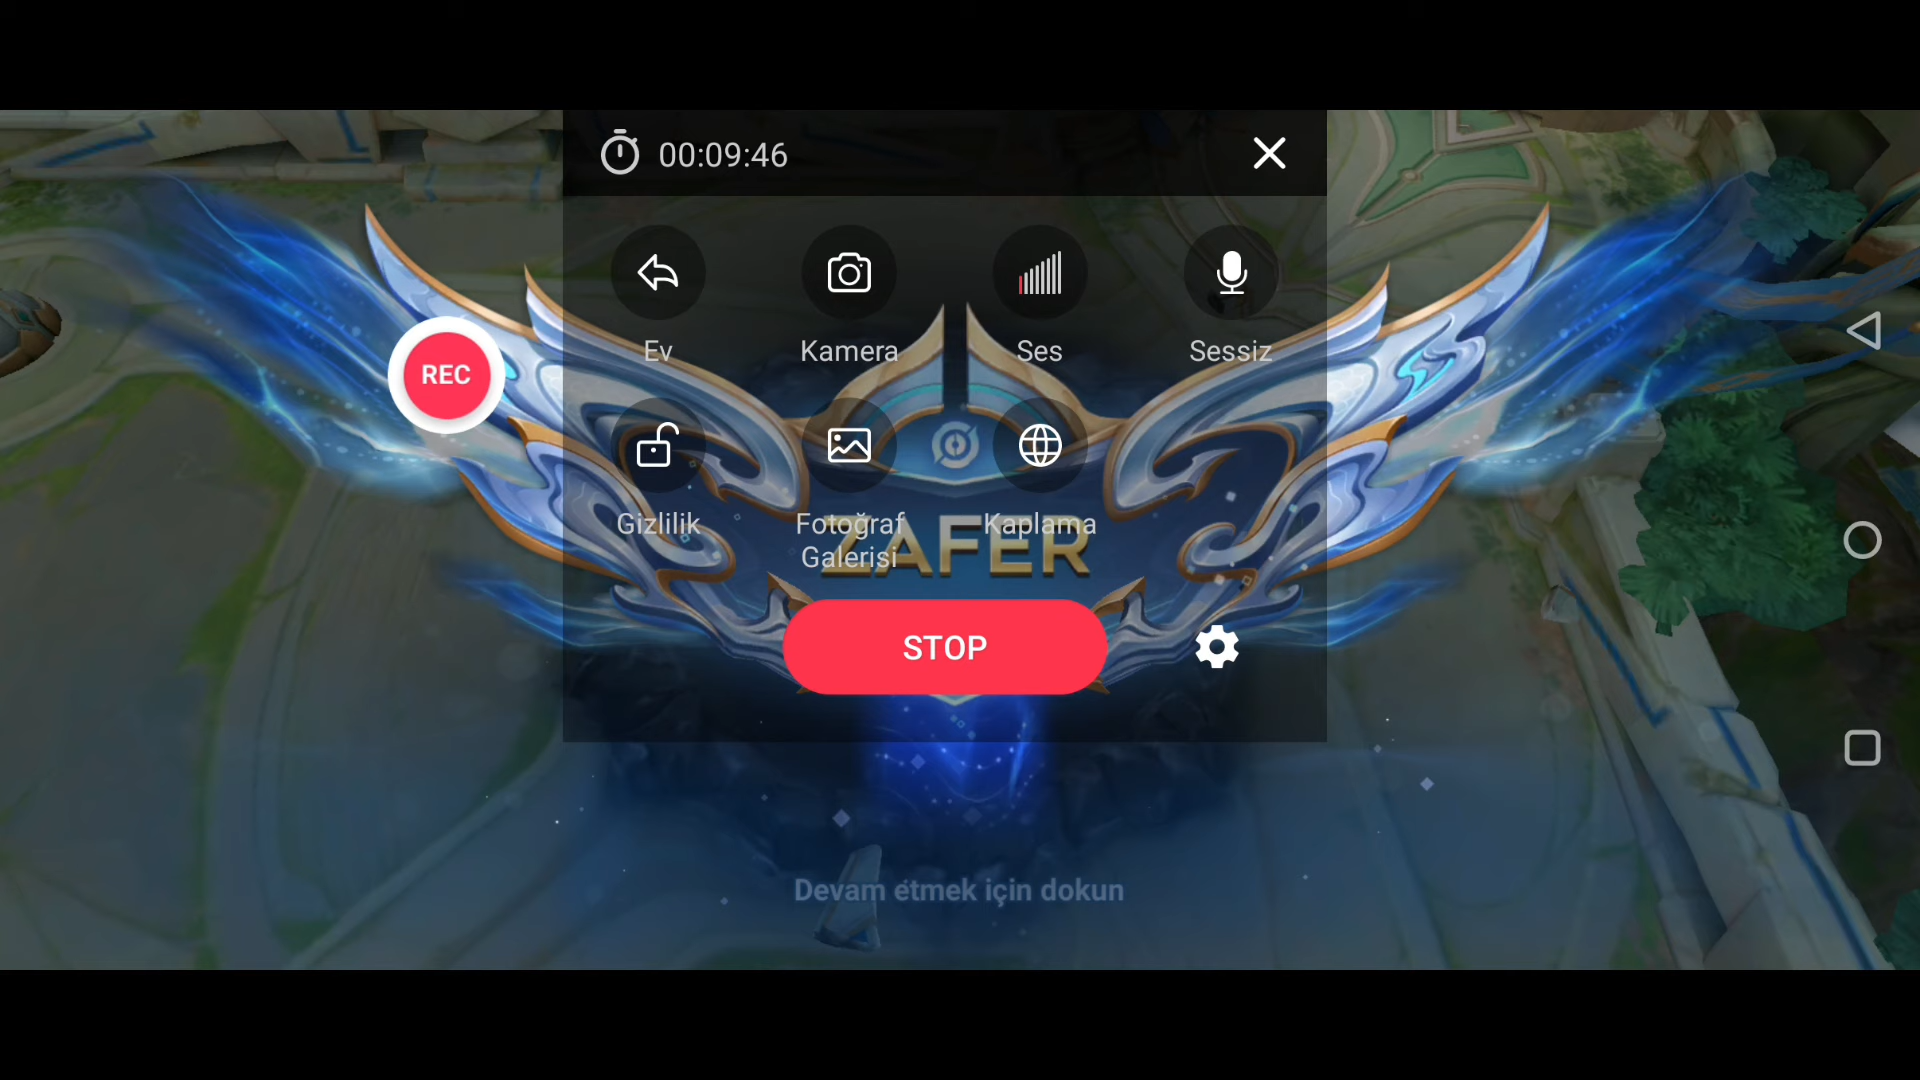 00:09:46
Ev
Kamera
Ses
Sessiz
REC
Gizlilik
Fotoğraf
Galerisi
Kaplama
ZAFER
STOP
Devam etmek için dokun